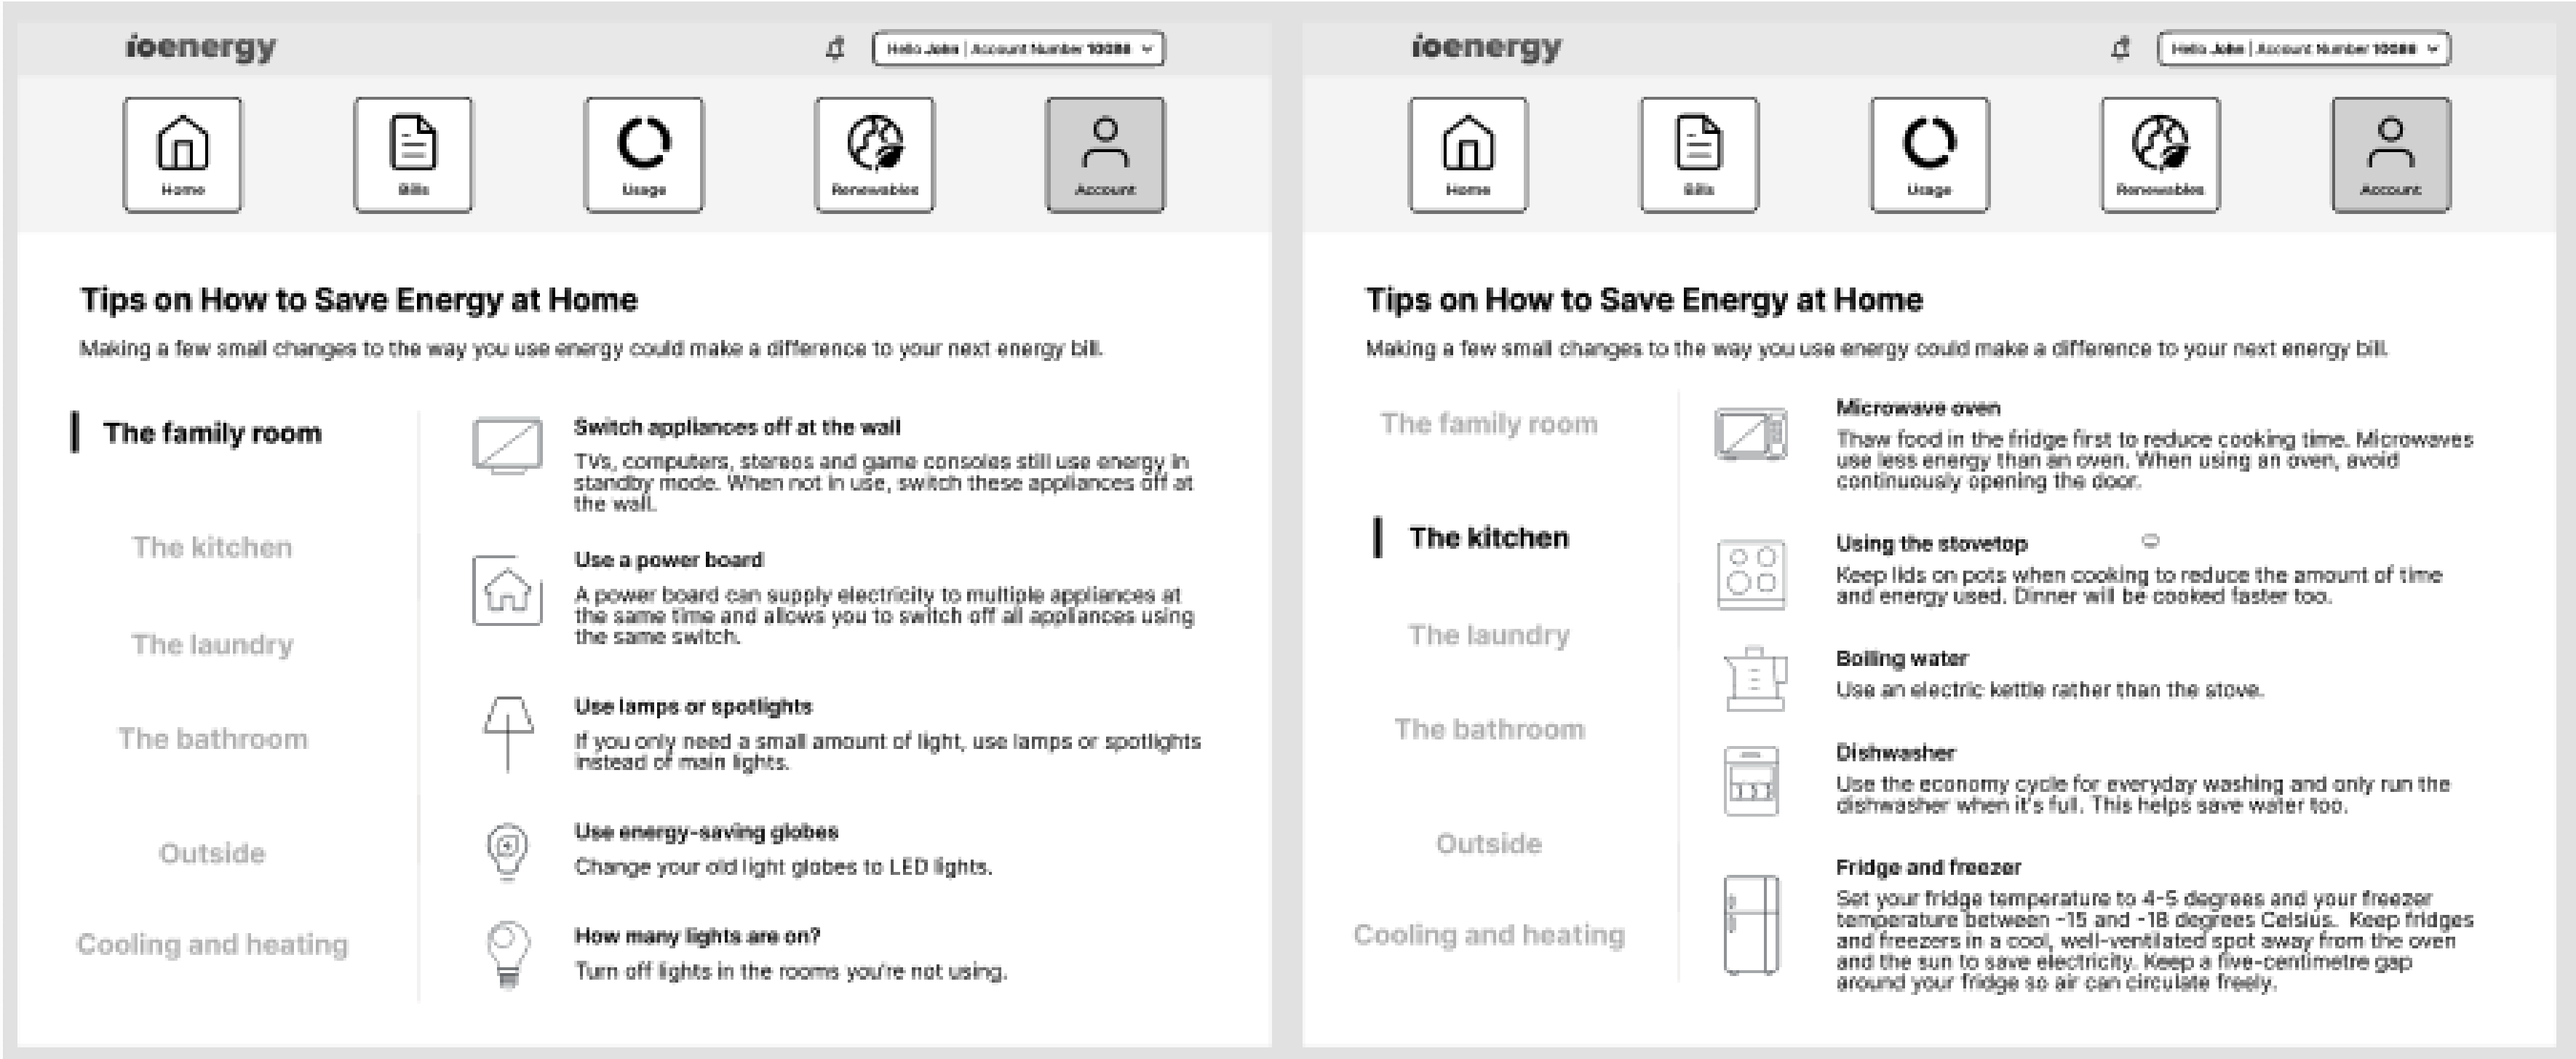 ioenergy
Hello John | Account Number 10086
Home
Bills
Usage
Renewables
Account
Tips on How to Save Energy at Home
Making a few small changes to the way you use energy could make a difference to your next energy bill.
The family room
The kitchen
The laundry
The bathroom
Outside
Cooling and heating
Switch appliances off at the wall
TVs, computers, stereos and game consoles still use energy in
standby mode. When not in use, switch these appliances off at
the wall.
Use a power board
A power board can supply electricity to multiple appliances at
the same time and allows you to switch off all appliances using
the same switch.
Use lamps or spotlights
If you only need a small amount of light, use lamps or spotlights
instead of main lights.
Use energy-saving globes
Change your old light globes to LED lights.
How many lights are on?
Turn off lights in the rooms you're not using.
ioenergy
Hello John | Account Number 10086
Home
Bills
Usage
Renewables
Account
Tips on How to Save Energy at Home
Making a few small changes to the way you use energy could make a difference to your next energy bill.
The family room
The kitchen
The laundry
The bathroom
Outside
Cooling and heating
Microwave oven
Thaw food in the fridge first to reduce cooking time. Microwaves
use less energy than an oven. When using an oven, avoid
continuously opening the door.
Using the stovetop
Keep lids on pots when cooking to reduce the amount of time
and energy used. Dinner will be cooked faster too.
Boiling water
Use an electric kettle rather than the stove.
Dishwasher
Use the economy cycle for everyday washing and only run the
dishwasher when it's full. This helps save water too.
Fridge and freezer
Set your fridge temperature to 4-5 degrees and your freezer
temperature between -15 and -18 degrees Celsius. Keep fridges
and freezers in a cool, well-ventilated spot away from the oven
and the sun to save electricity. Keep a five-centimetre gap
around your fridge so air can circulate freely.